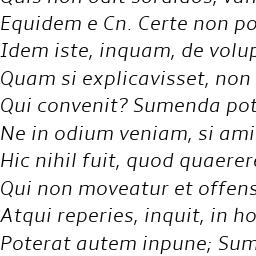 Quis non odit sordidos, van
Equidem e Cn. Certe non po
Idem iste, inquam, de volup
Quam si explicavisset, non
Qui convenit? Sumenda pot
Ne in odium veniam, si ami
Hic nihil fuit, quod quaerere
Qui non moveatur et offens
Atqui reperies, inquit, in ho
Poterat autem inpune; Sum